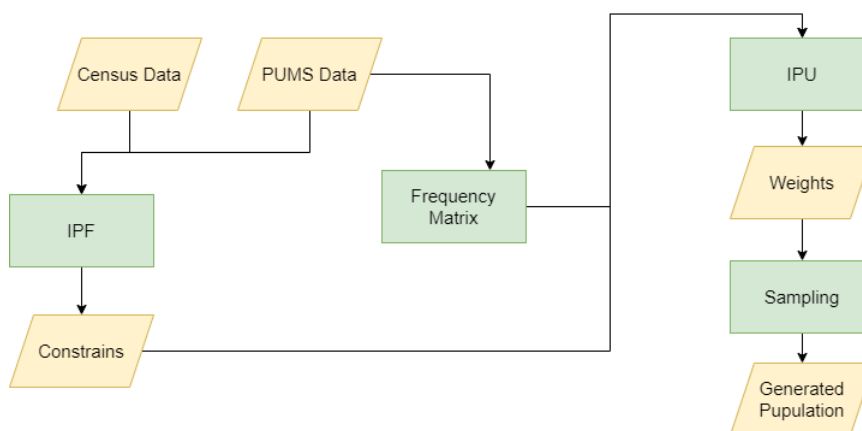 Census Data
PUMS Data
IPU
Frequency
Matrix
Weights
IPF
Sampling
Constrains
Generated
Pupulation